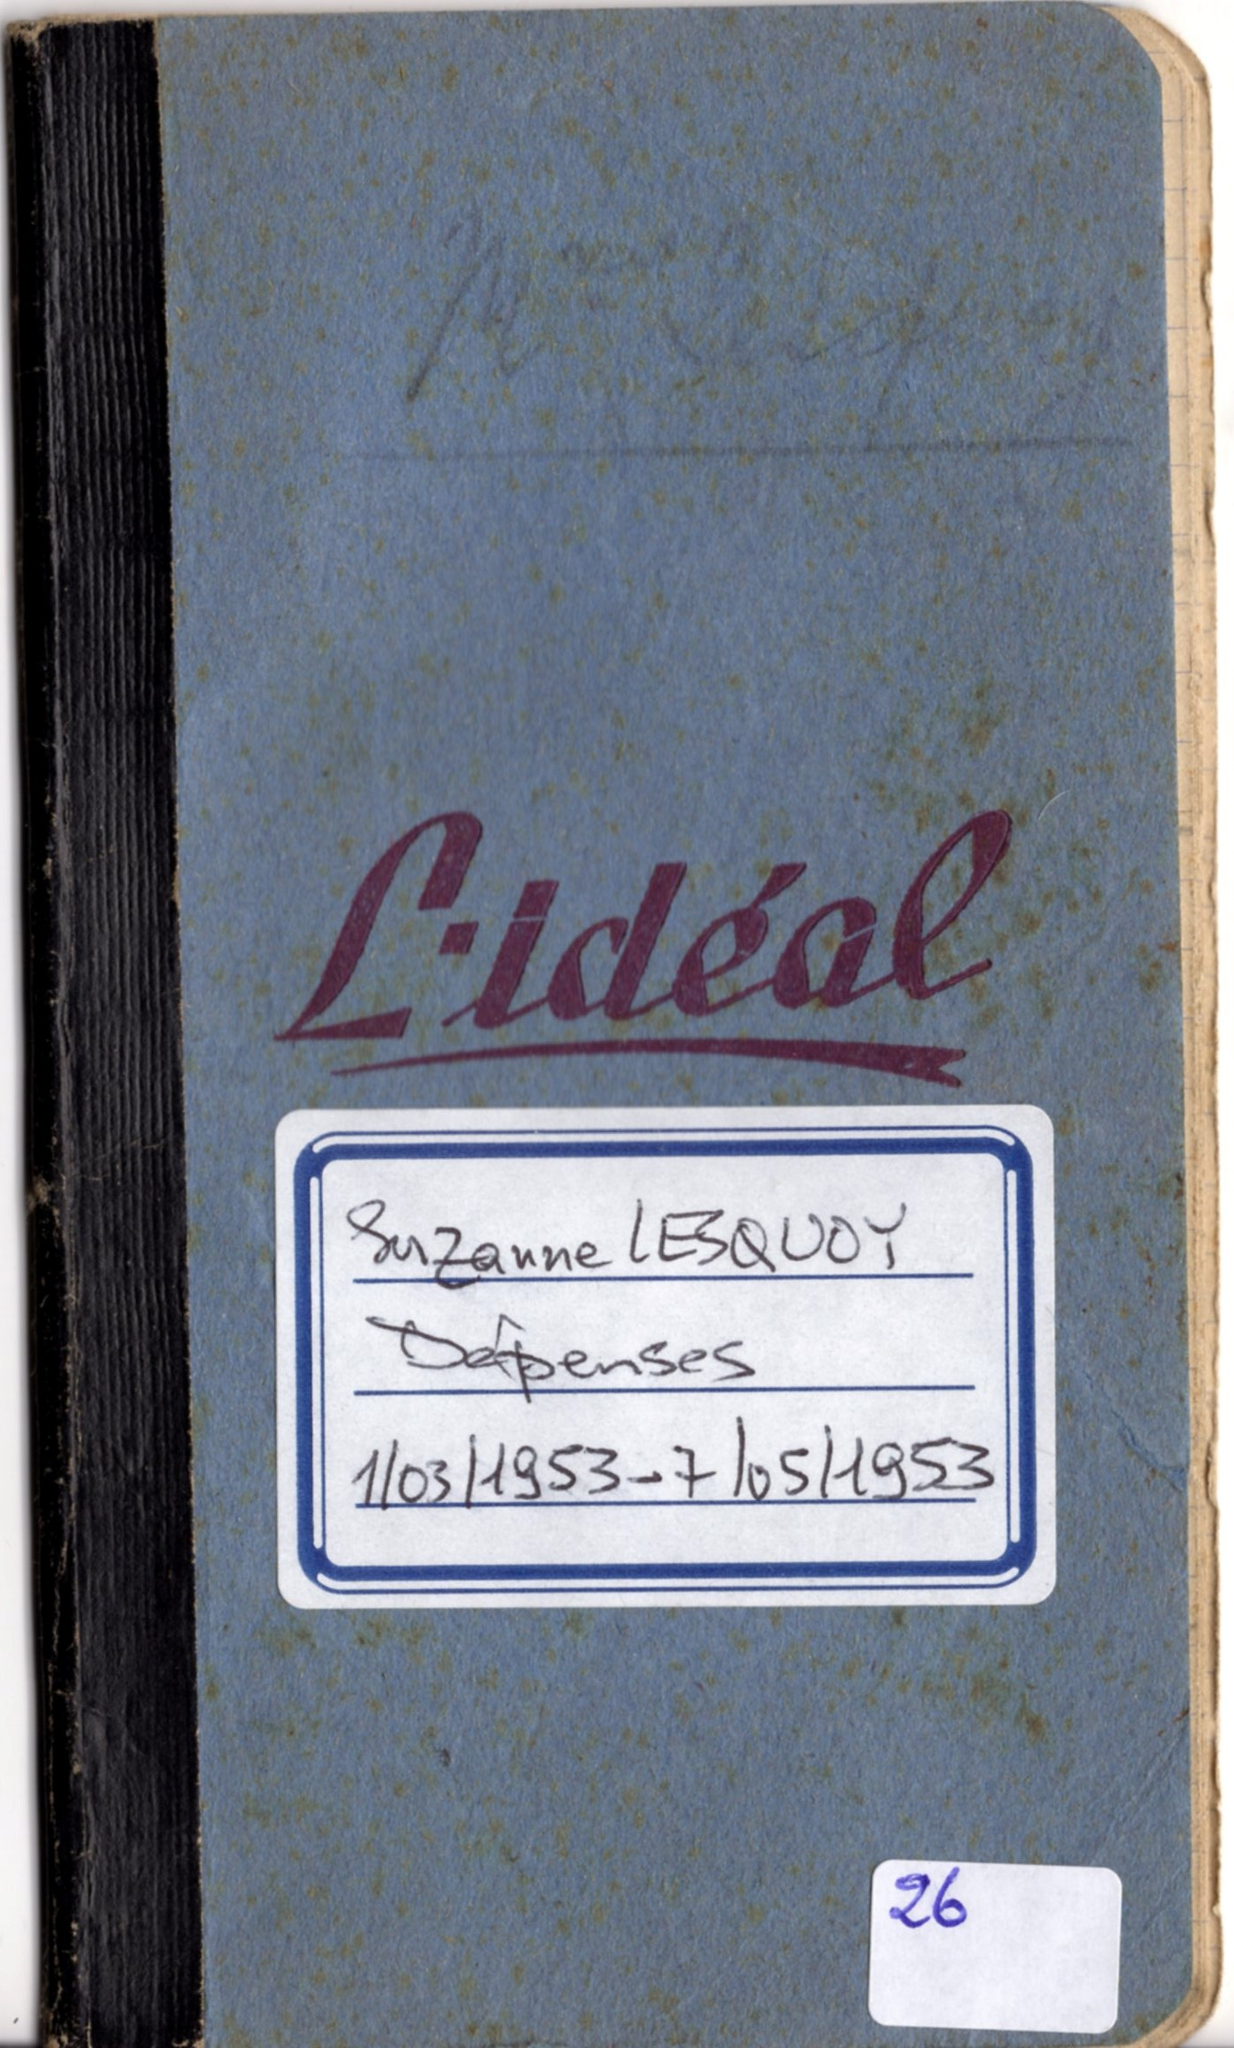 L'idéal
Suzanne LESQUOY
Dépenses
1/03/1953-7/05/1953
26